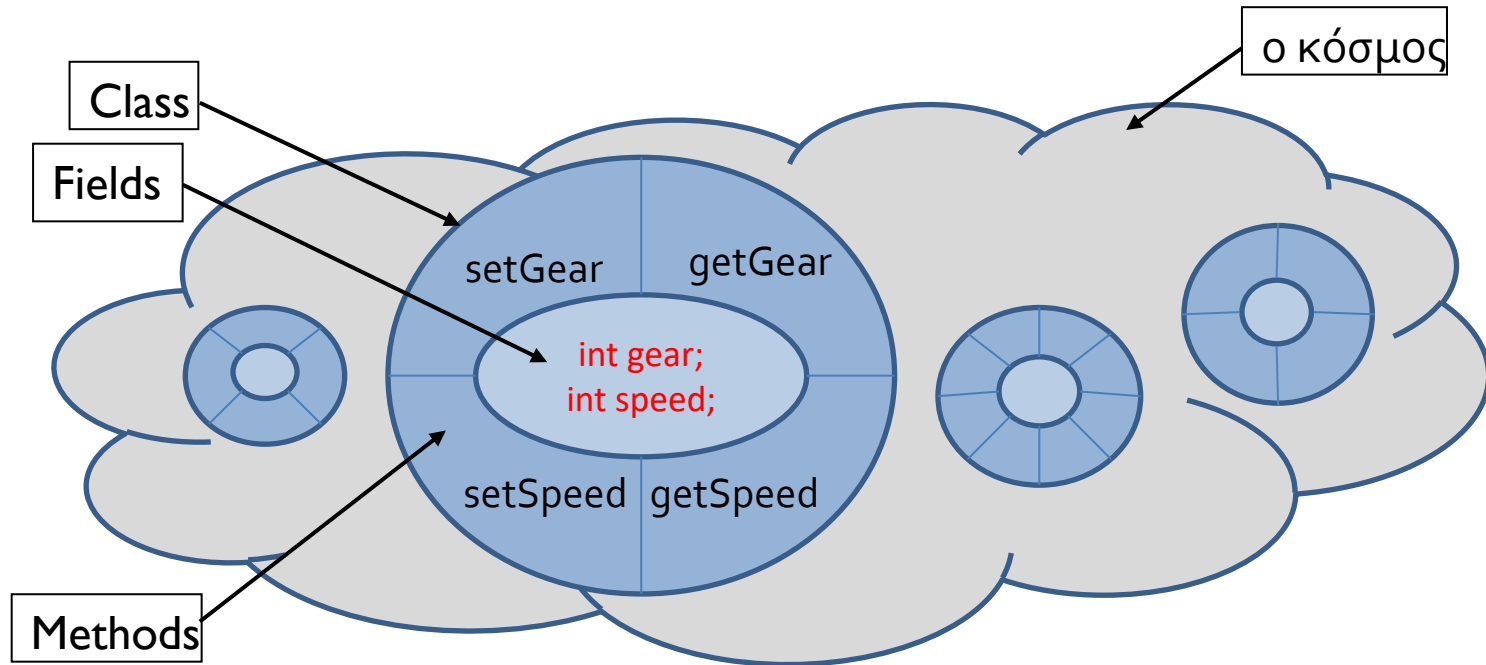 ο κόσμος
Class
Fields
setGear
getGear
int gear;
int speed;
setSpeed
getSpeed
Methods